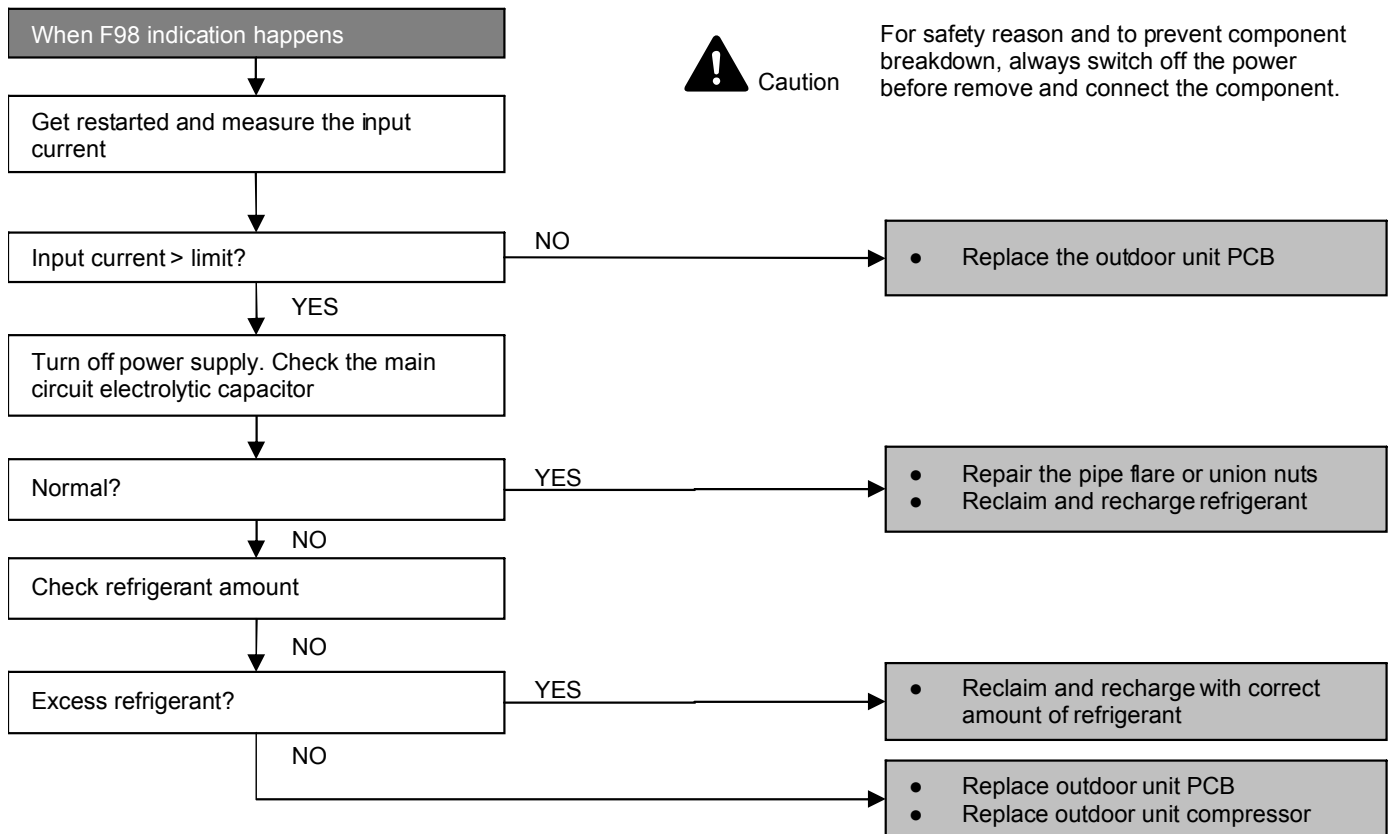 When F98 indication happens
Caution
For safety reason and to prevent component
breakdown, always switch off the power
before remove and connect the component.
Get restarted and measure the input
current
Input current > limit?
NO
● Replace the outdoor unit PCB
YES
Turn off power supply. Check the main
circuit electrolytic capacitor
Normal?
YES
● Repair the pipe flare or union nuts
● Reclaim and recharge refrigerant
NO
Check refrigerant amount
NO
Excess refrigerant?
YES
● Reclaim and recharge with correct
amount of refrigerant
NO
● Replace outdoor unit PCB
● Replace outdoor unit compressor